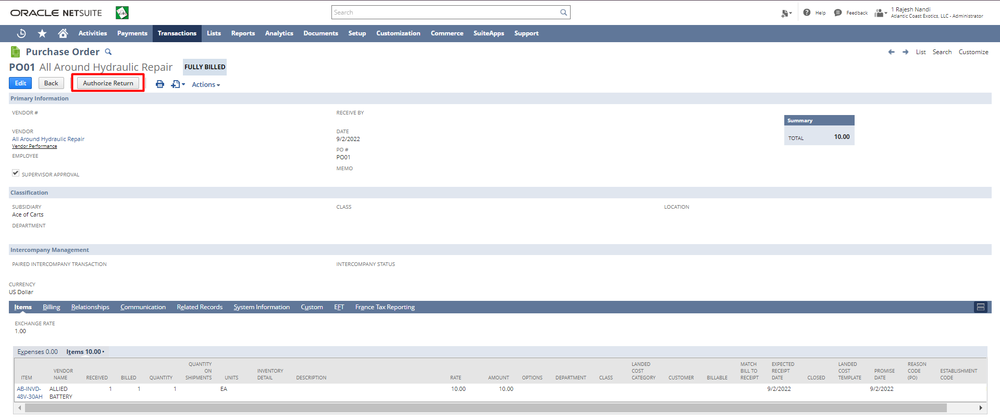 ORACLE NETSUITE
Search
Help
Feedback
1 Rajesh Nandi
Atlantic Coast Exotics, LLC - Administrator
Activities Payments Transactions Lists Reports Analytics Documents Setup Customization Commerce SuiteApps Support
Purchase Order
List Search Customize
PO01 All Around Hydraulic Repair FULLY BILLED
Edit Back Authorize Return Actions
Primary Information
VENDOR #
RECEIVE BY
Summary
TOTAL 10.00
VENDOR
All Around Hydraulic Repair
Vendor Performance
DATE
9/2/2022
EMPLOYEE
PO #
PO01
SUPERVISOR APPROVAL
MEMO
Classification
SUBSIDIARY
Ace of Carts
CLASS
LOCATION
DEPARTMENT
Intercompany Management
PAIRED INTERCOMPANY TRANSACTION
INTERCOMPANY STATUS
CURRENCY
US Dollar
Items Billing Relationships Communication Related Records System Information Custom EFT France Tax Reporting
EXCHANGE RATE
1.00
Expenses 0.00 Items 10.00 •
ITEM
VENDOR
NAME
RECEIVED
BILLED
QUANTITY
QUANTITY
ON
SHIPMENTS
UNITS
INVENTORY
DETAIL
DESCRIPTION
RATE
AMOUNT
OPTIONS
DEPARTMENT
CLASS
LANDED
COST
CATEGORY
CUSTOMER
BILLABLE
MATCH
BILL TO
RECEIPT
EXPECTED
RECEIPT
DATE
CLOSED
LANDED
COST
TEMPLATE
PROMISE
DATE
REASON
CODE
(PO)
ESTABLISHMENT
CODE
AB-INVD-
48V-30AH
ALLIED
BATTERY
1
1
1
EA
10.00
10.00
9/2/2022
9/2/2022